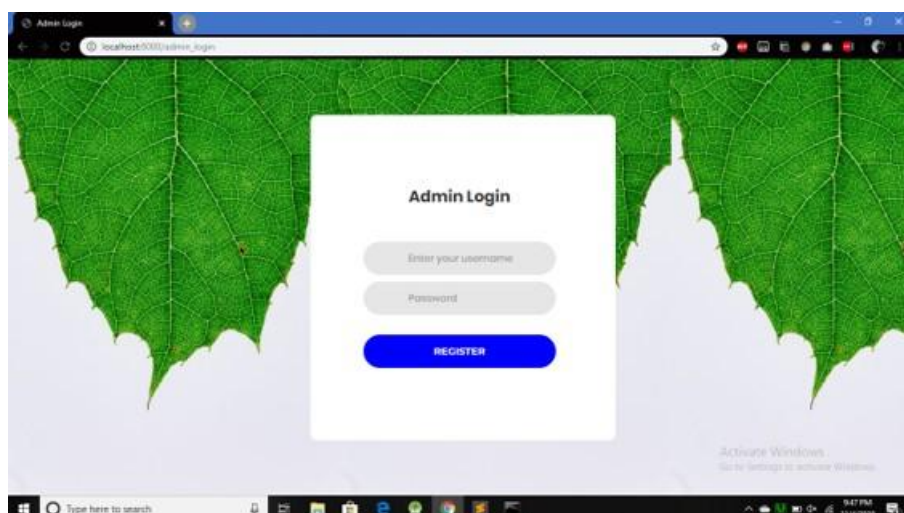 Admin Login
localhost:5000/admin_login
Admin Login
Enter your username
Password
REGISTER
Activate Windows
Go to Settings to activate Windows.
Type here to search
9:47 PM